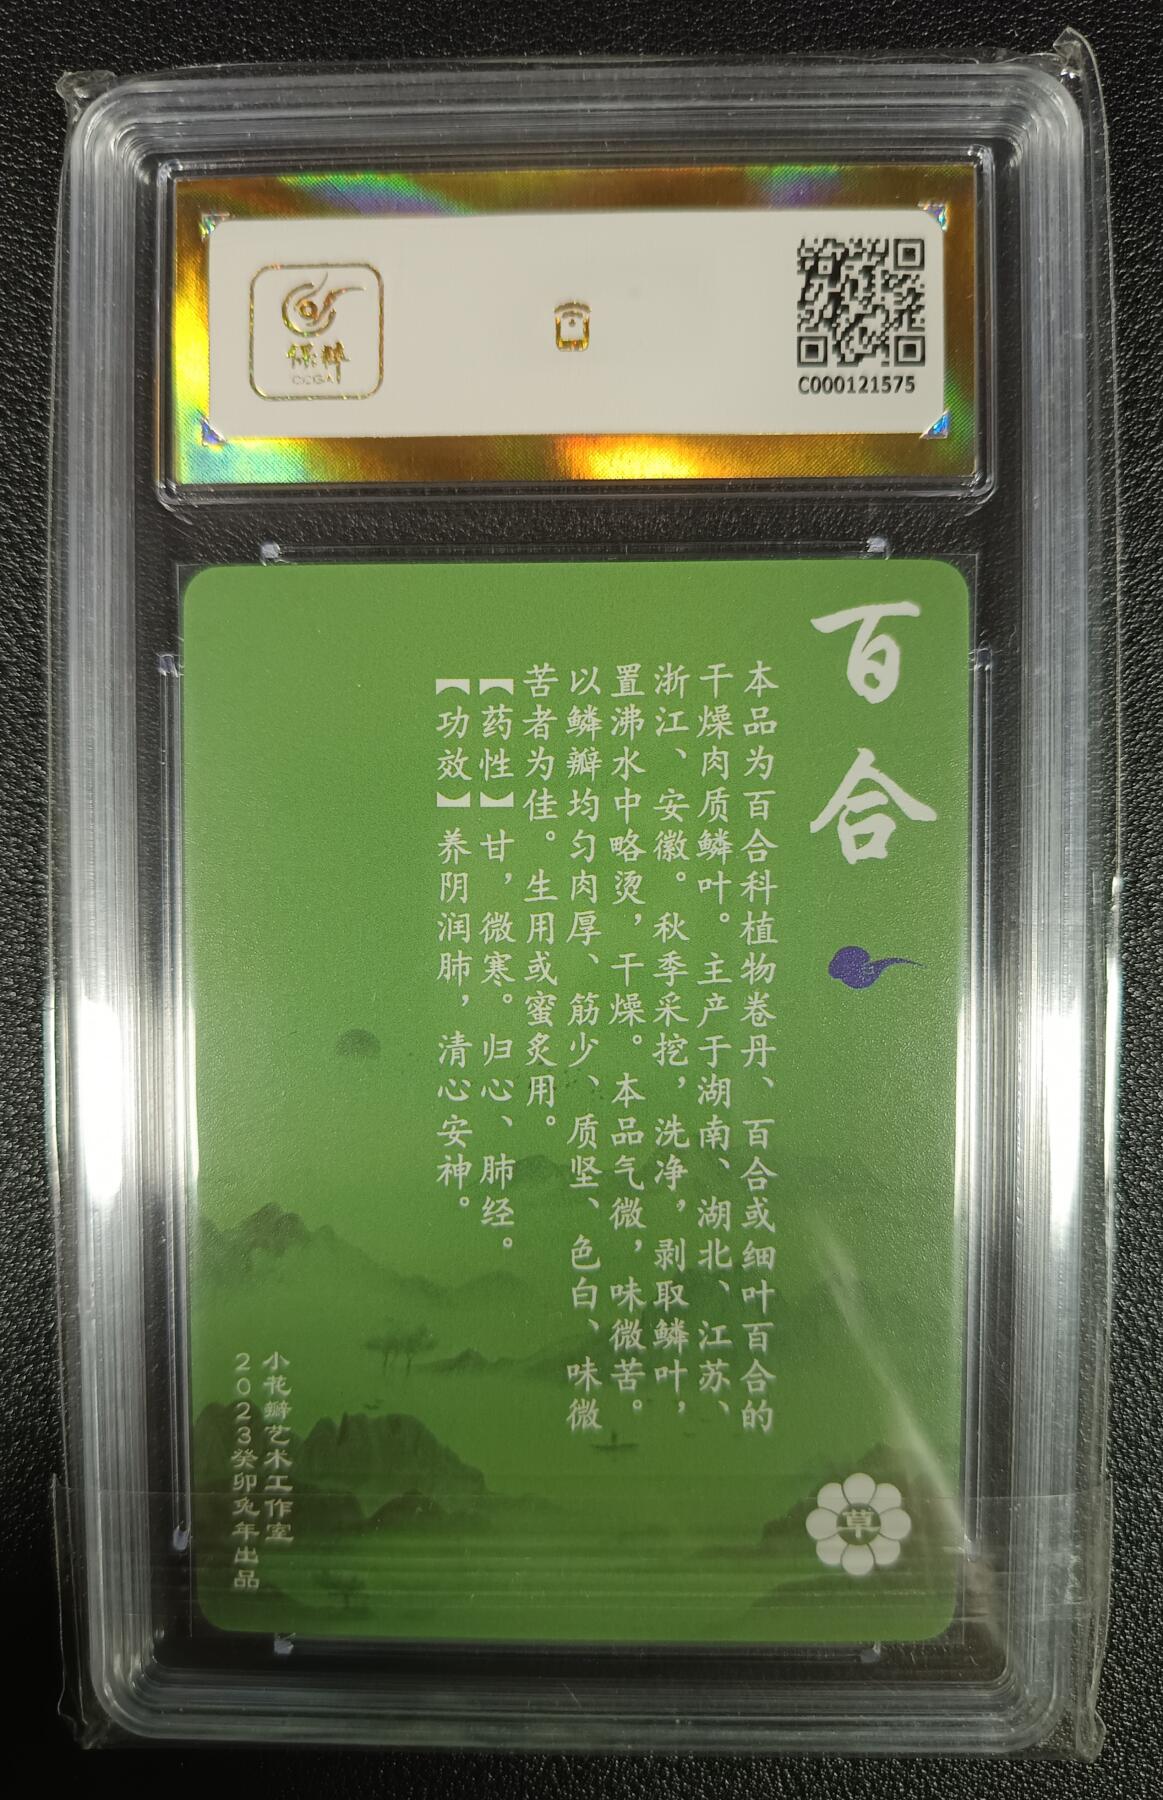 保粹
CCGA
C000121575
百合
本品为百合科植物卷丹、百合或细叶百合的
干燥肉质鳞叶。主产于湖南、湖北、江苏、
浙江、安徽。秋季采挖，洗净，剥取鳞叶，
置沸水中略烫，干燥。本品气微，味微苦。
以鳞瓣均匀肉厚、筋少、质坚、色白、味微
苦者为佳。生用或蜜炙用。
【药性】甘，微寒。归心、肺经。
【功效】养阴润肺，清心安神。
草
小花瓣艺术工作室
2023癸卯兔年出品